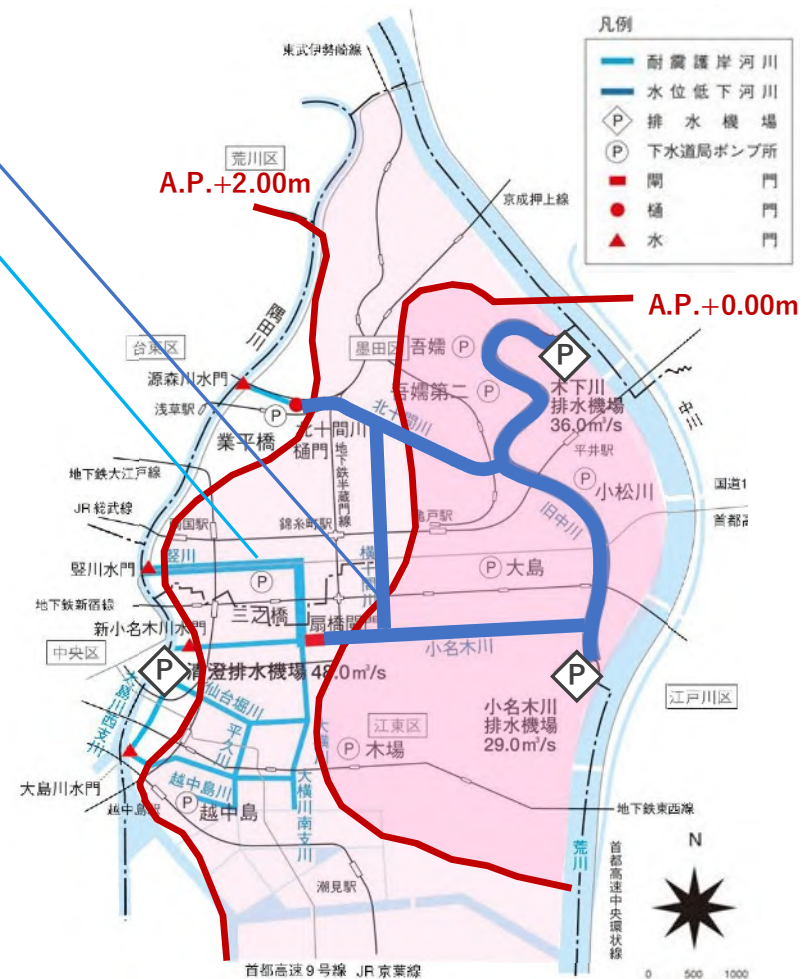 凡例
耐震護岸河川
水位低下河川
P 排水機場
P 下水道局ポンプ所
閘門
樋門
水門
東武伊勢崎線
荒川区
A.P.+2.00m
京成押上線
A.P.+0.00m
隅田川
台東区
墨田区
吾嬬 P
P
源森川水門
吾嬬第二 P
木下川
排水機場
36.0㎥/s
中川
浅草駅
P
業平橋
北十間川
樋門
北十間川
平井駅
地下鉄大江戸線
地下鉄半蔵門線
P 小松川
国道1
JR総武線
両国駅
錦糸町駅
亀戸駅
旧中川
首都高
竪川
竪川水門
P
横十間川
P 大島
地下鉄新宿線
三之橋
新小名木川水門
扇橋閘門
小名木川
中央区
P
清澄排水機場 48.0㎥/s
P
大島川西支川
仙台堀川
平久川
大横川
江東区
P 木場
小名木川
排水機場
29.0㎥/s
江戸川区
大島川水門
越中島川
大横川南支川
越中島駅
P 越中島
地下鉄東西線
潮見駅
荒川
首都高速中央環状線
N
首都高速9号線 JR京葉線
0 500 1000